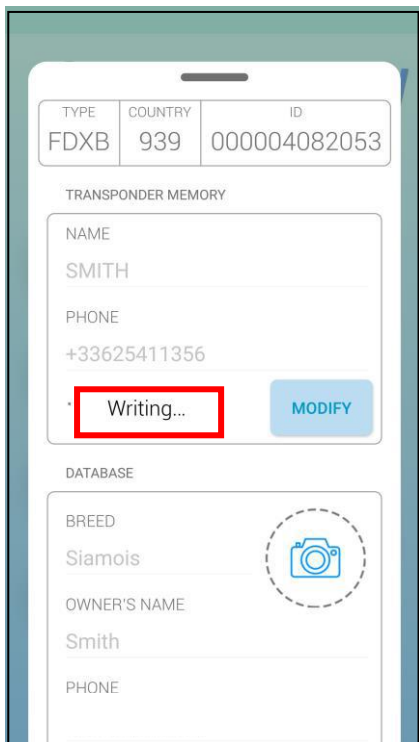 TYPE COUNTRY ID
FDXB 939 000004082053
TRANSPONDER MEMORY
NAME
SMITH
PHONE
+33625411356
Writing...
MODIFY
DATABASE
BREED
Siamois
OWNER'S NAME
Smith
PHONE